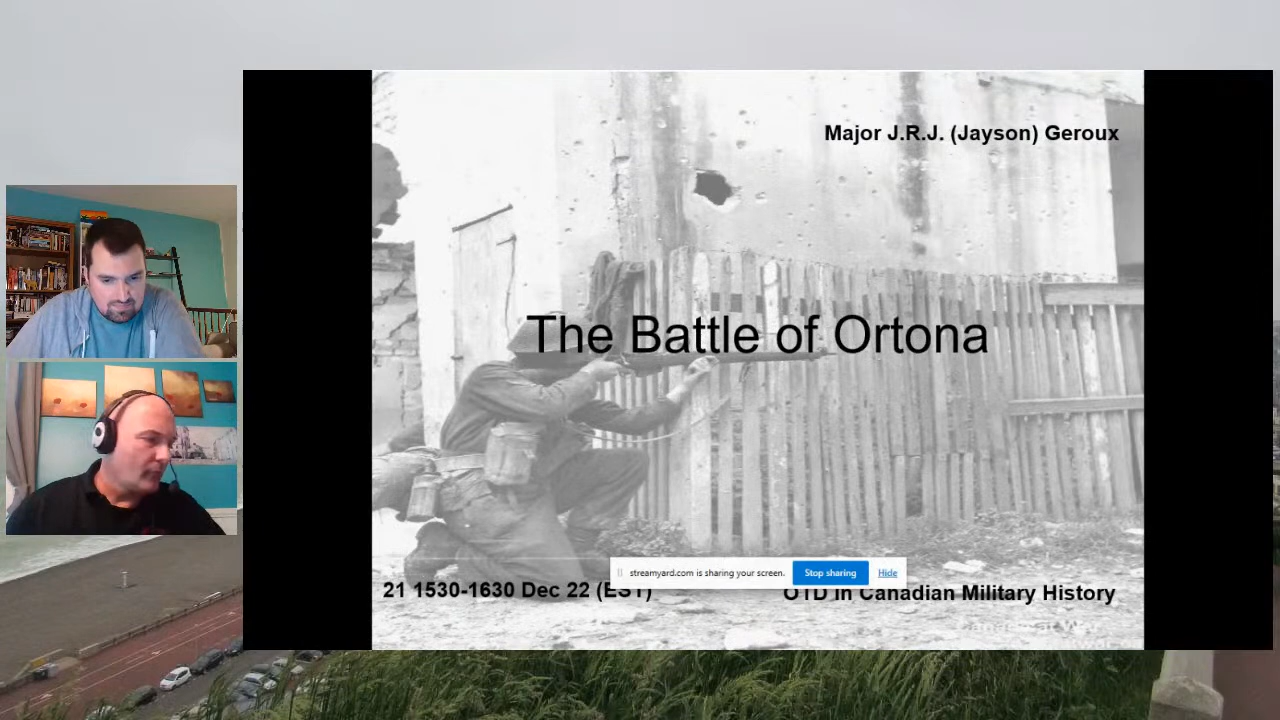 Major J.R.J. (Jayson) Geroux
The Battle of Ortona
streamyard.com is sharing your screen.
Stop sharing
Hide
21 1530-1630 Dec 22 (EST)
OTD in Canadian Military History